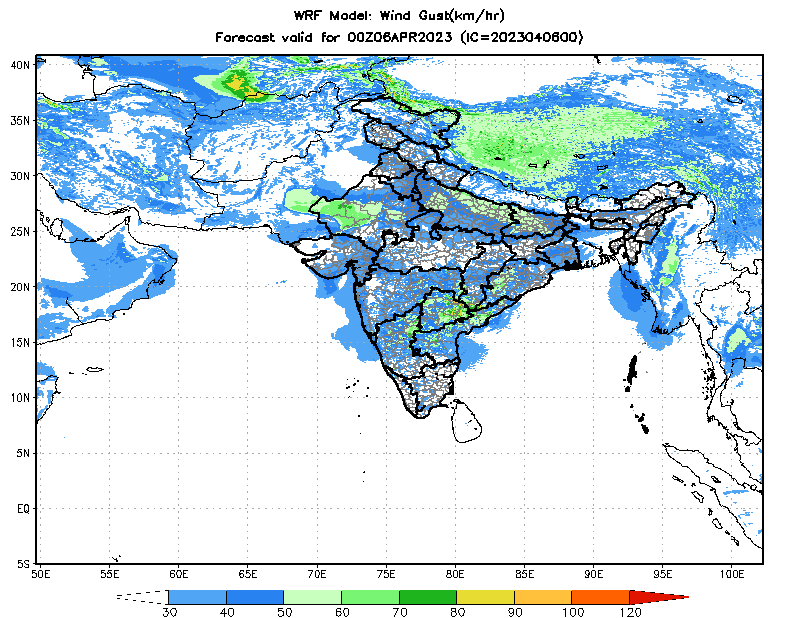 WRF Model: Wind Gust(km/hr)
Forecast valid for 00Z06APR2023 (IC=2023040600)
40N
35N
30N
25N
20N
15N
10N
5N
EQ
5S
50E 55E 60E 65E 70E 75E 80E 85E 90E 95E 100E
30 40 50 60 70 80 90 100 120